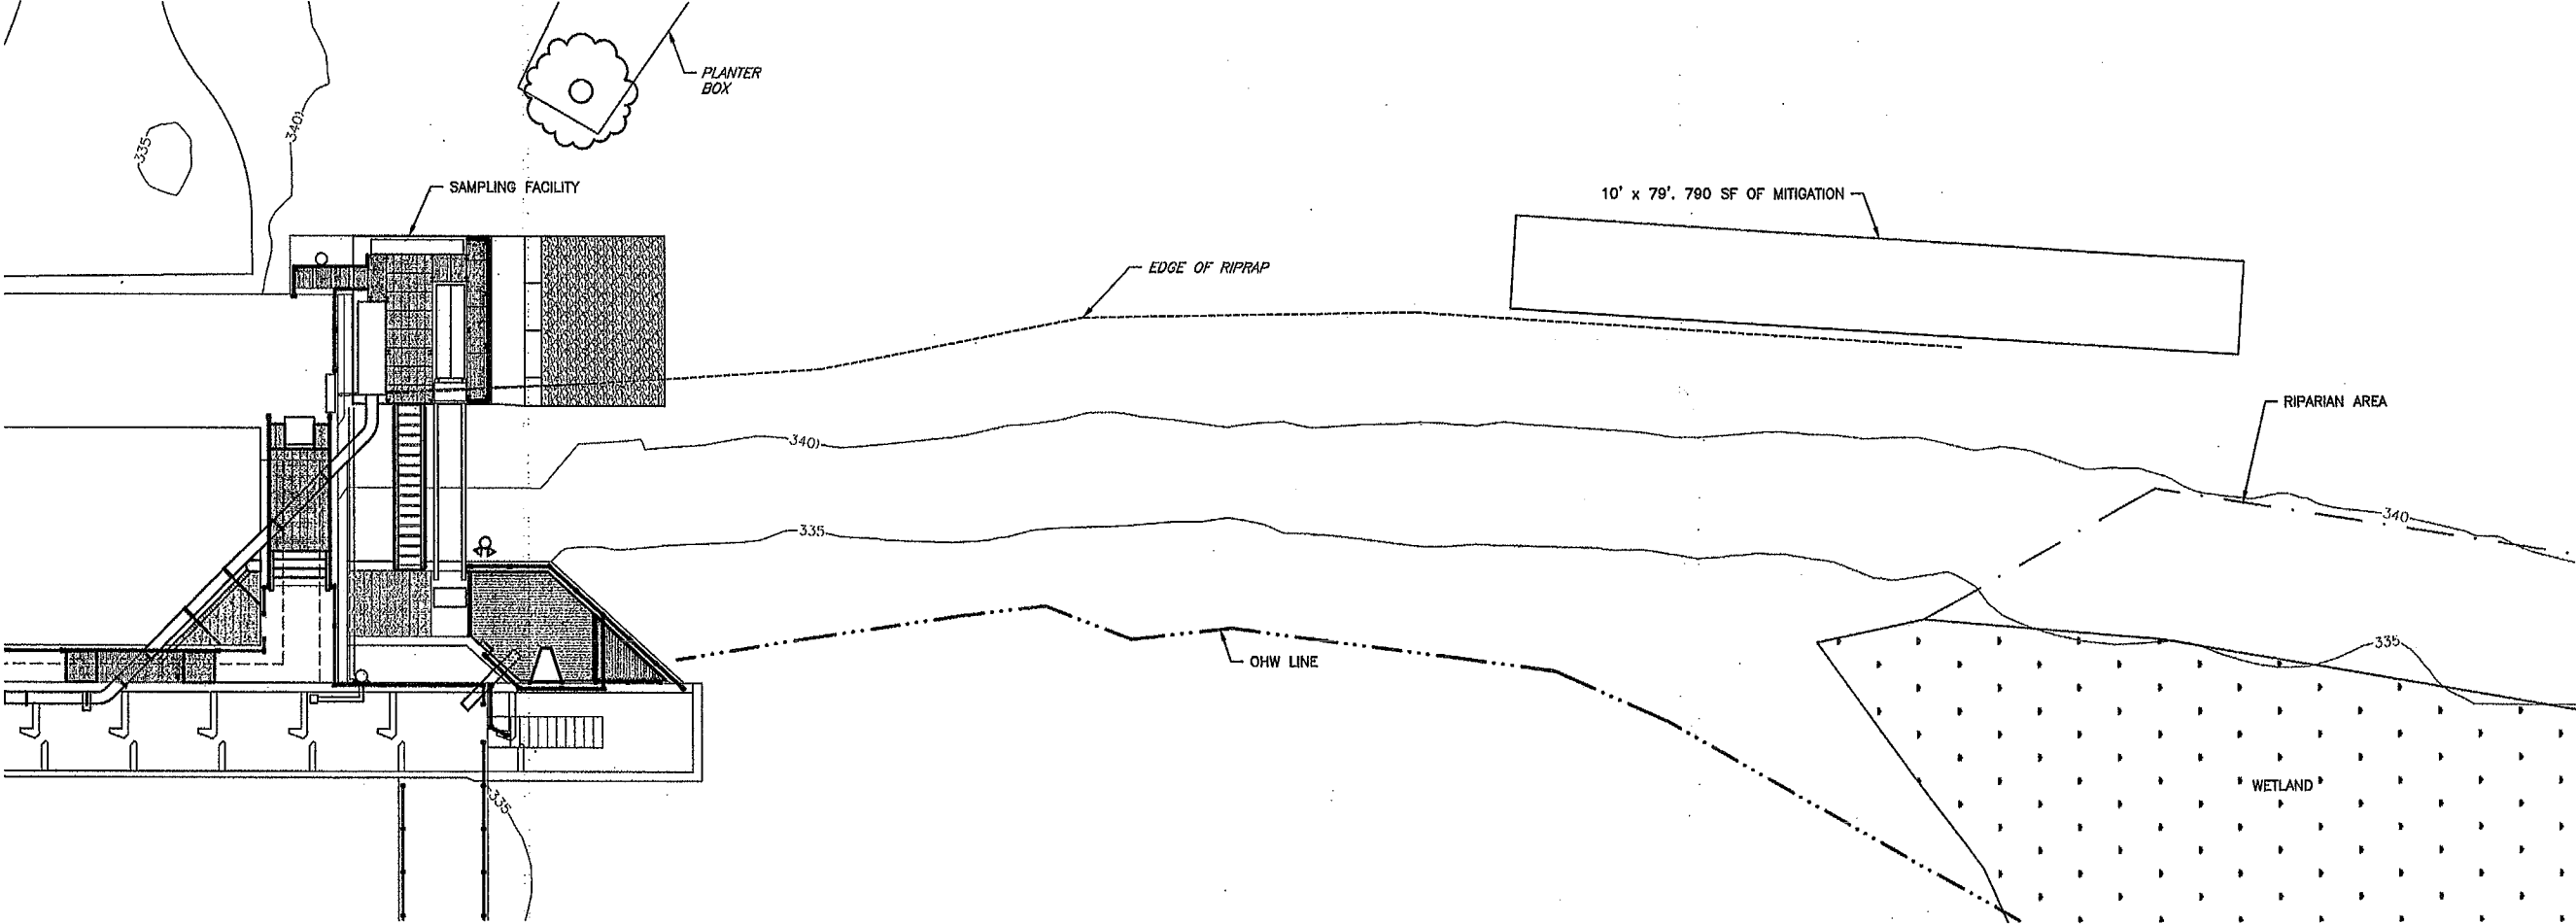 PLANTER
BOX
335
340
SAMPLING FACILITY
10' x 79'. 790 SF OF MITIGATION
EDGE OF RIPRAP
RIPARIAN AREA
340
340
335
335
OHW LINE
WETLAND
335